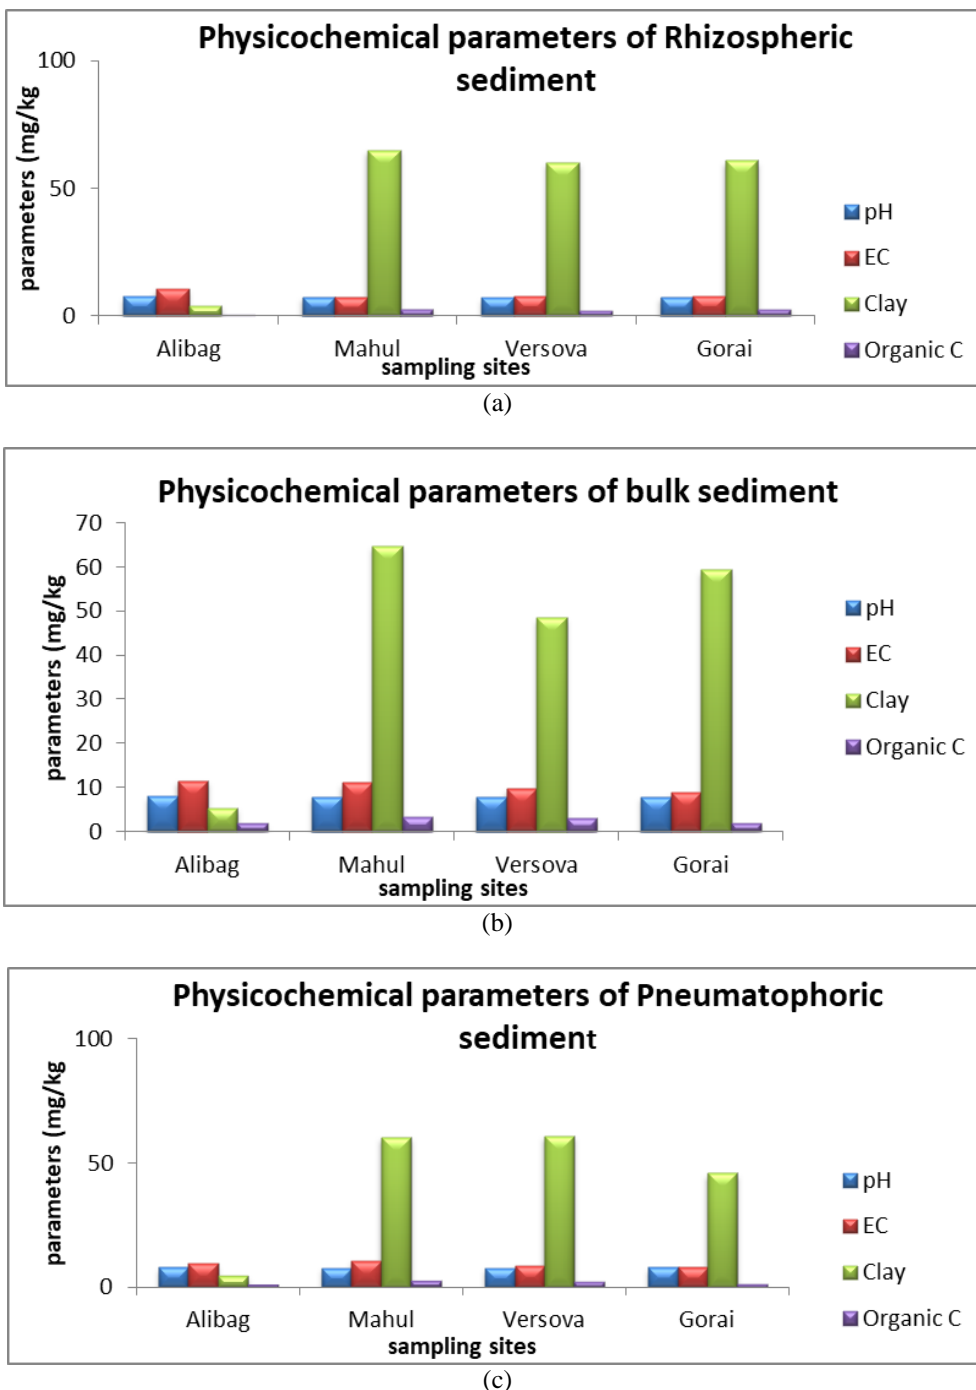 Physicochemical parameters of Rhizospheric
sediment
parameters (mg/kg)
100
50
0
Alibag Mahul Versova Gorai
sampling sites
pH
EC
Clay
Organic C
(a)
Physicochemical parameters of bulk sediment
parameters (mg/kg
70
60
50
40
30
20
10
0
Alibag Mahul Versova Gorai
sampling sites
pH
EC
Clay
Organic C
(b)
Physicochemical parameters of Pneumatophoric
sediment
parameters (mg/kg)
100
50
0
Alibag Mahul Versova Gorai
sampling sites
pH
EC
Clay
Organic C
(c)